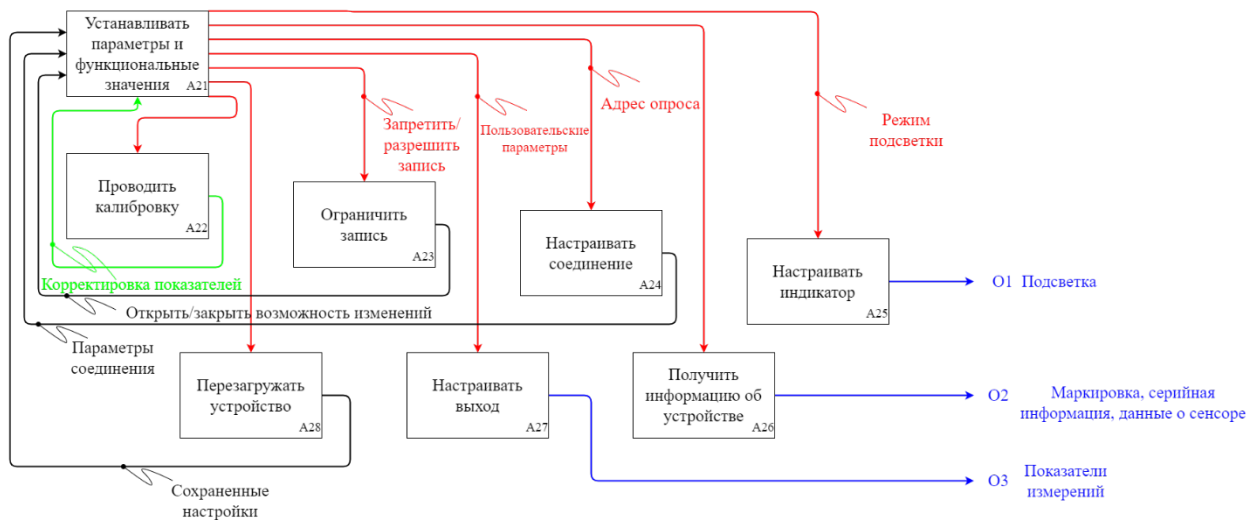 Устанавливать
параметры и
функциональные
значения
A21
Проводить
калибровку
A22
Запретить/
разрешить
запись
Ограничить
запись
A23
Пользовательские
параметры
Адрес опроса
Настраивать
соединение
A24
Режим
подсветки
Настраивать
индикатор
A25
O1 Подсветка
Корректировка показателей
Открыть/закрыть возможность изменений
Параметры
соединения
Перезагружать
устройство
A28
Настраивать
выход
A27
Получить
информацию об
устройстве
A26
O2 Маркировка, серийная
информация, данные о сенсоре
O3 Показатели
измерений
Сохраненные
настройки